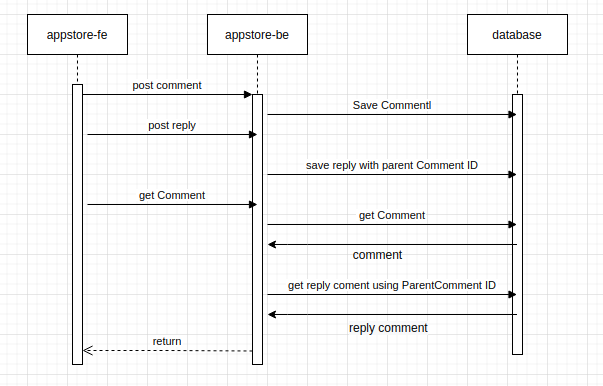 appstore-fe
appstore-be
database
post comment
Save Commentl
post reply
save reply with parent Comment ID
get Comment
get Comment
comment
get reply coment using ParentComment ID
reply comment
return